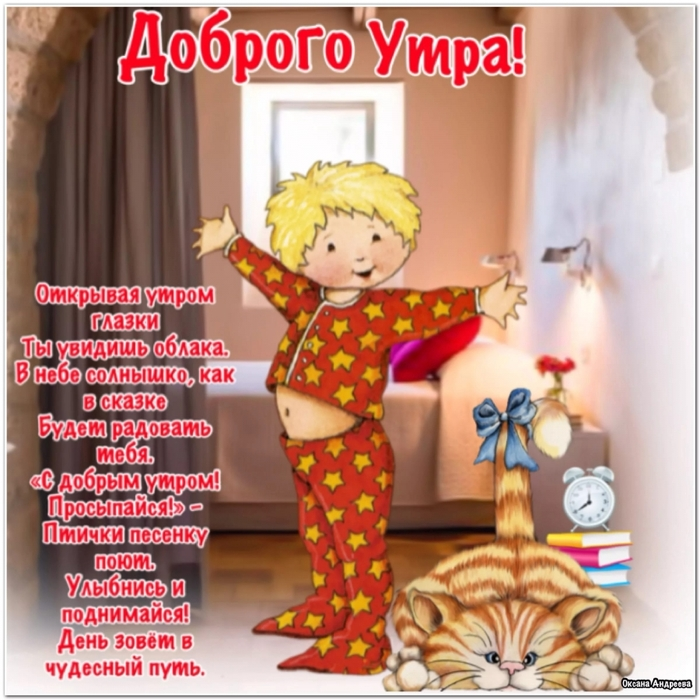 Доброго Утра!
Открывая утром
глазки
Ты увидишь облака.
В небе солнышко, как
в сказке
Будет радовать
тебя.
«С добрым утром!
Просыпайся!» –
Птички песенку
поют.
Улыбнись и
поднимайся!
День зовёт в
чудесный путь.
Оксана Андреева